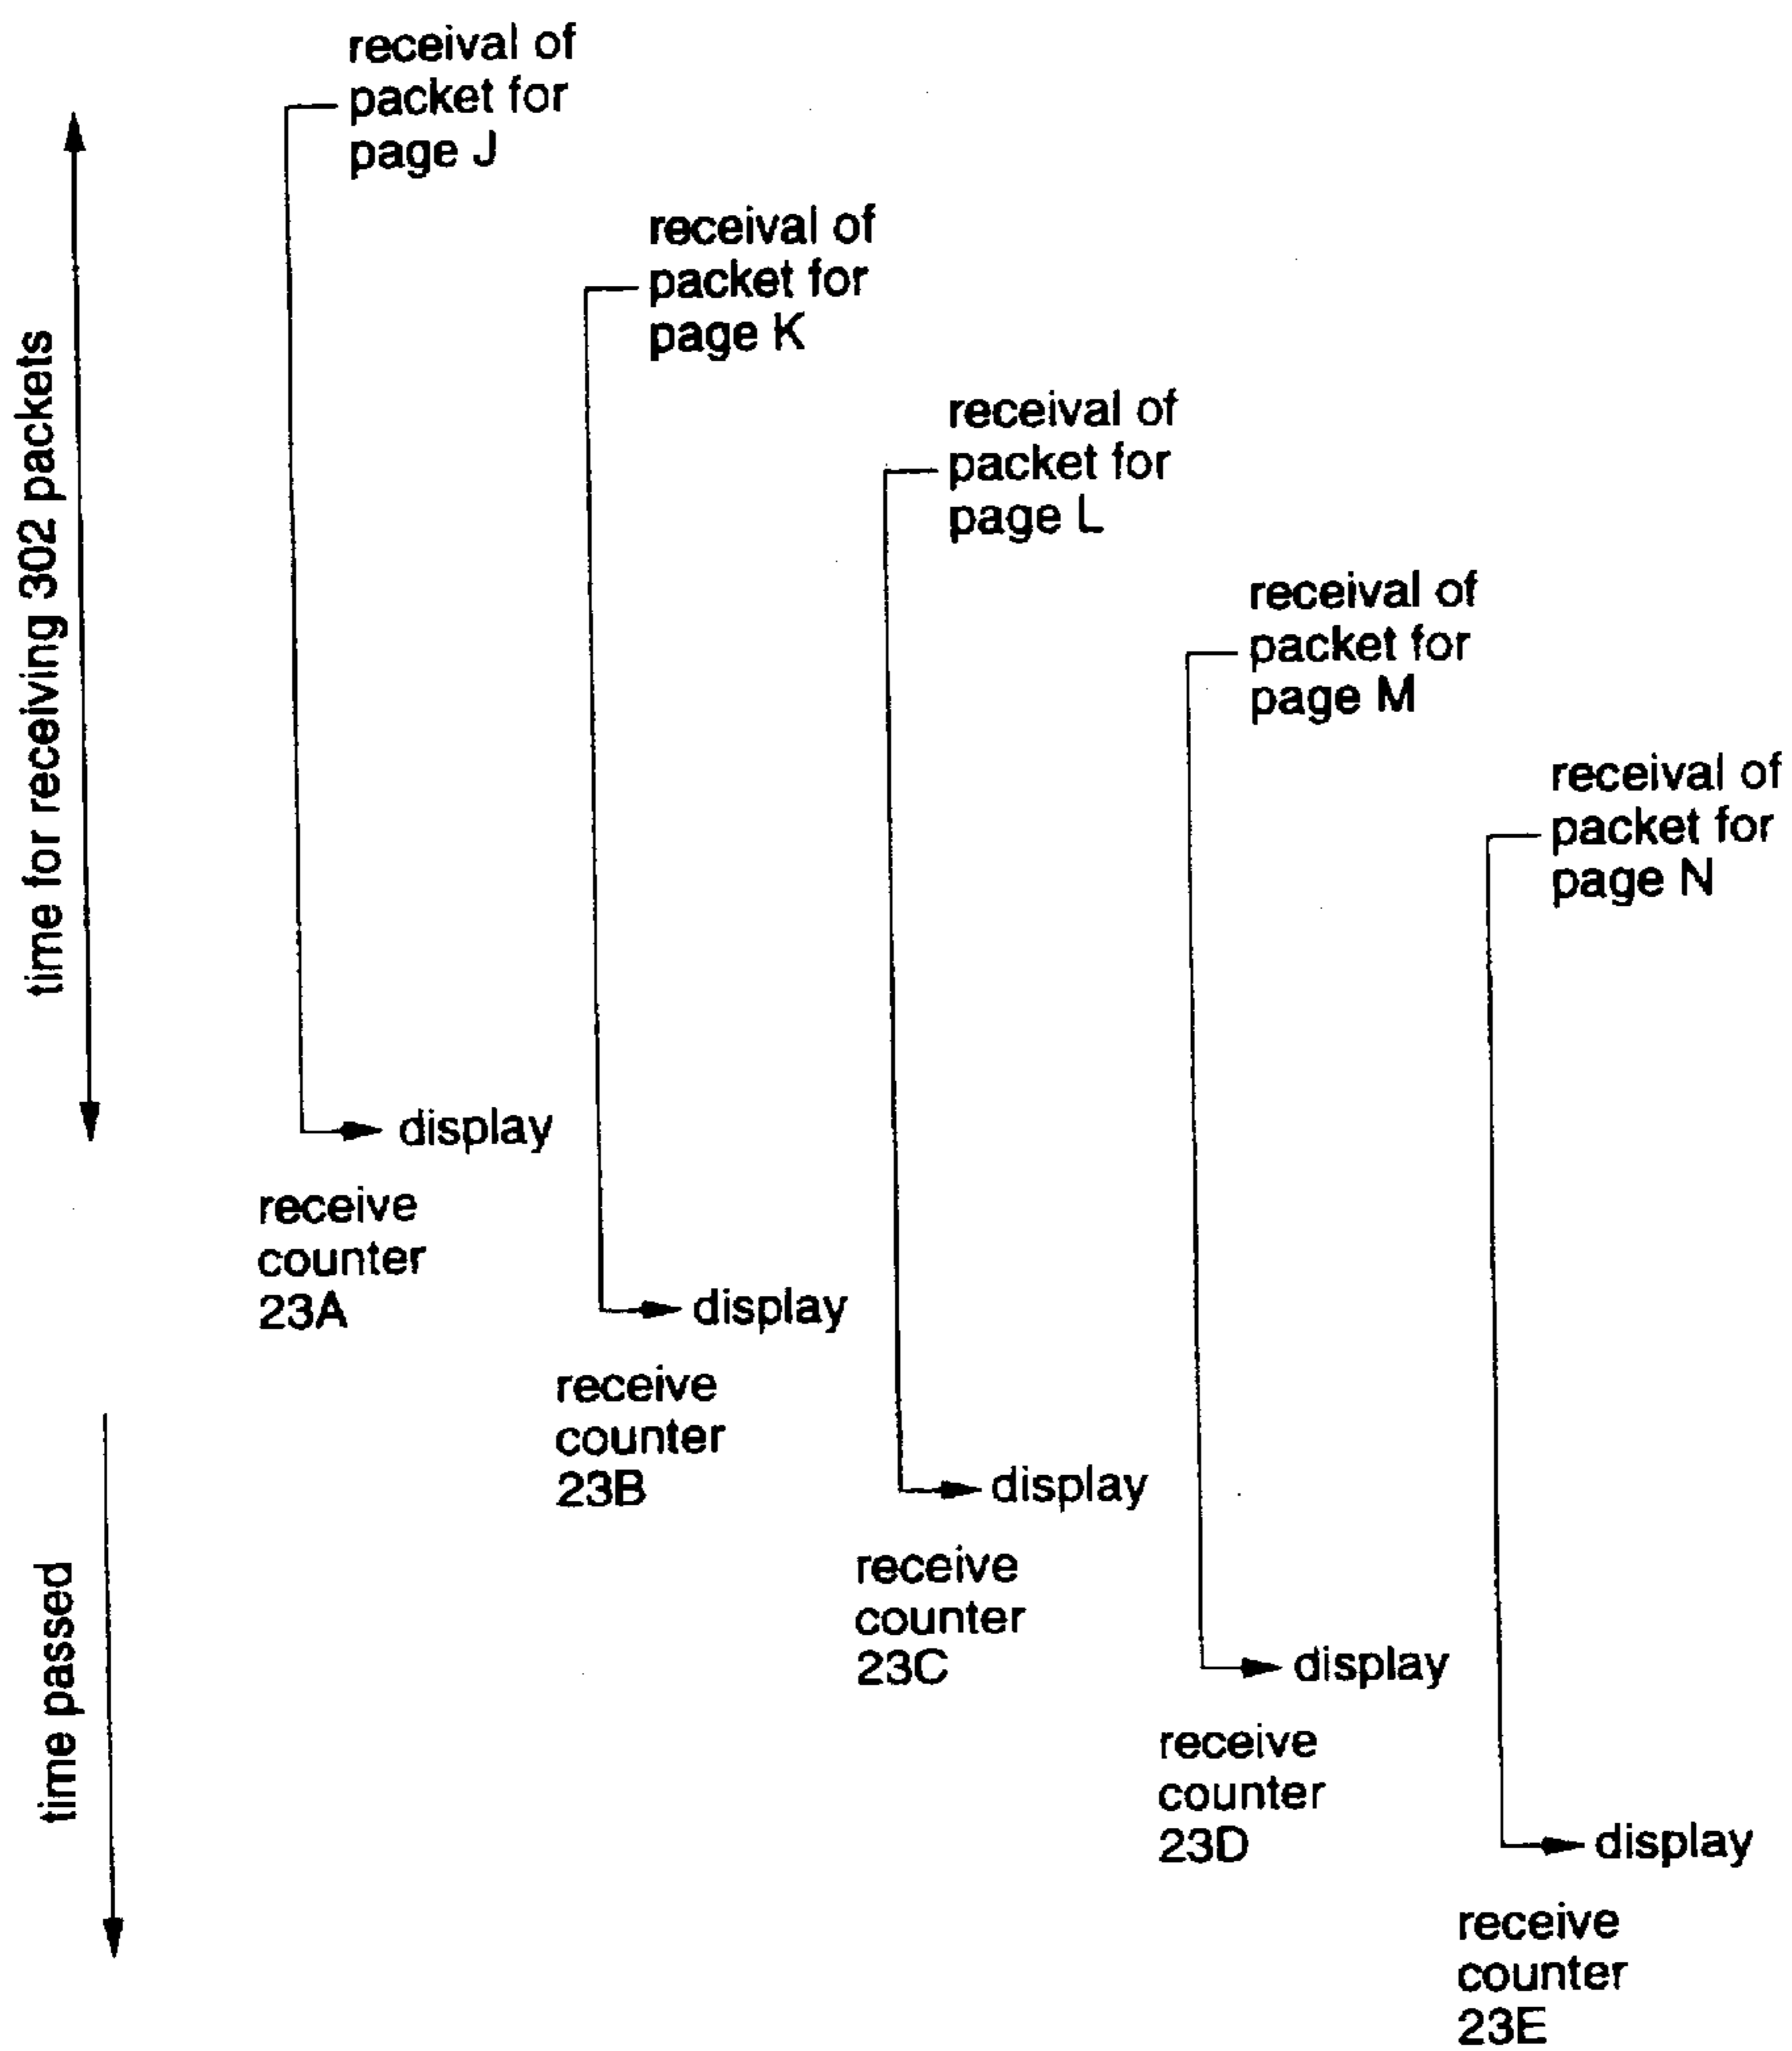 receival of
packet for
page J
receival of
packet for
page K
receival of
packet for
page L
receival of
packet for
page M
receival of
packet for
page N
time for receiving 302 packets
display
receive
counter
23A
display
receive
counter
23B
display
receive
counter
23C
display
receive
counter
23D
display
receive
counter
23E
time passed